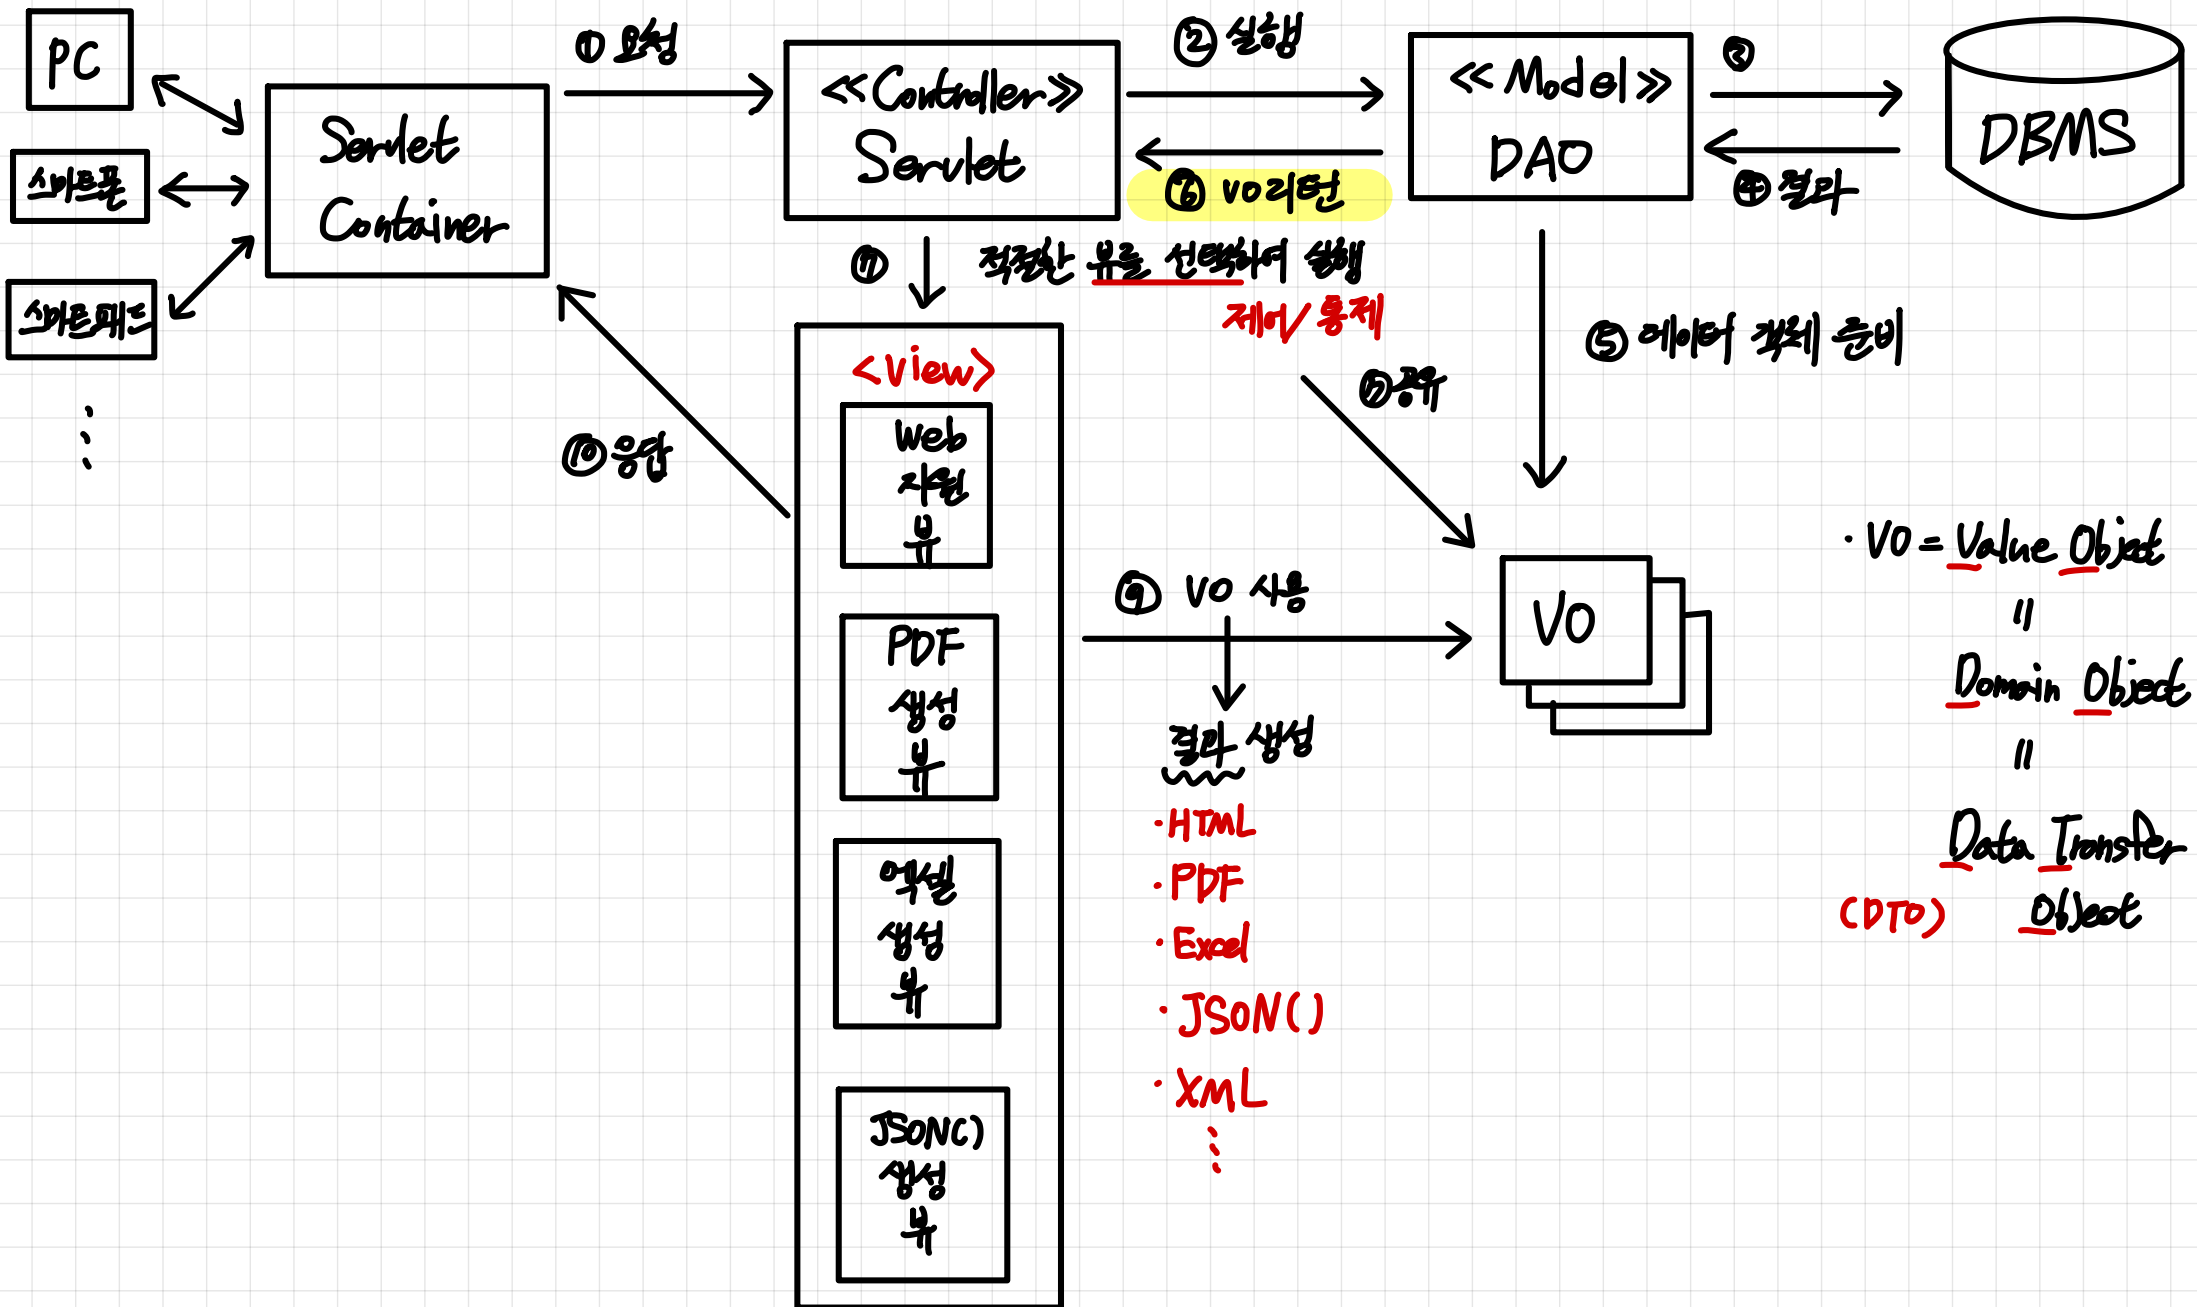 PC
스마트폰
스마트패드
Servlet
Container
① 요청
<<Controller>>
Servlet
② 실행
⑥ VO 리턴
<<Model>>
DAO
③
④ 결과
DBMS
⑦
적절한 뷰를 선택하여 실행
제어/통제
공유
⑤ 데이터 객체 준비
⑩ 응답
<View>
Web
자원
뷰
PDF
생성
뷰
엑셀
생성
뷰
JSON()
생성
뷰
⑨ VO 사용
결과 생성
· HTML
· PDF
· Excel
· JSON()
· XML
VO
· VO = Value Object
=
Domain Object
=
Data Transfer
(DTO) Object